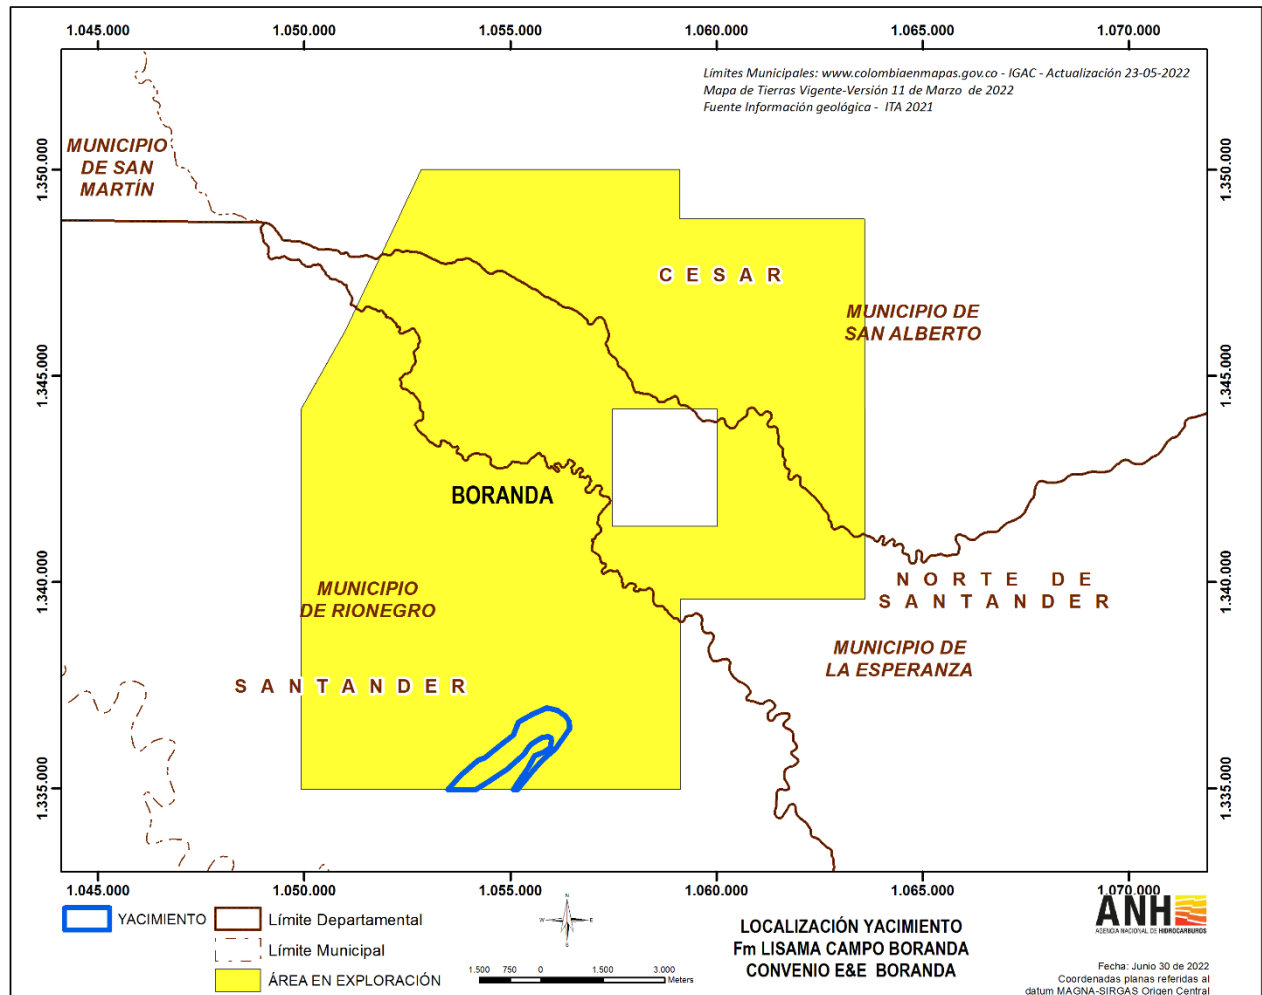 1.045.000 1.050.000 1.055.000 1.060.000 1.065.000 1.070.000
Límites Municipales: www.colombiaenmapas.gov.co - IGAC - Actualización 23-05-2022
Mapa de Tierras Vigente-Versión 11 de Marzo de 2022
Fuente Información geológica - ITA 2021
MUNICIPIO
DE SAN
MARTÍN
1.350.000 1.350.000
CESAR
MUNICIPIO DE
SAN ALBERTO
1.345.000 1.345.000
BORANDA
1.340.000 1.340.000
MUNICIPIO
DE RIONEGRO
NORTE DE
SANTANDER
MUNICIPIO DE
LA ESPERANZA
SANTANDER
1.335.000 1.335.000
1.045.000 1.050.000 1.055.000 1.060.000 1.065.000 1.070.000
YACIMIENTO
Límite Departamental
Límite Municipal
ÁREA EN EXPLORACIÓN
N
W E
S
1.500 750 0 1.500 3.000
Meters
LOCALIZACIÓN YACIMIENTO
Fm LISAMA CAMPO BORANDA
CONVENIO E&E BORANDA
ANH
AGENCIA NACIONAL DE HIDROCARBUROS
Fecha: Junio 30 de 2022
Coordenadas planas referidas al
datum MAGNA-SIRGAS Origen Central